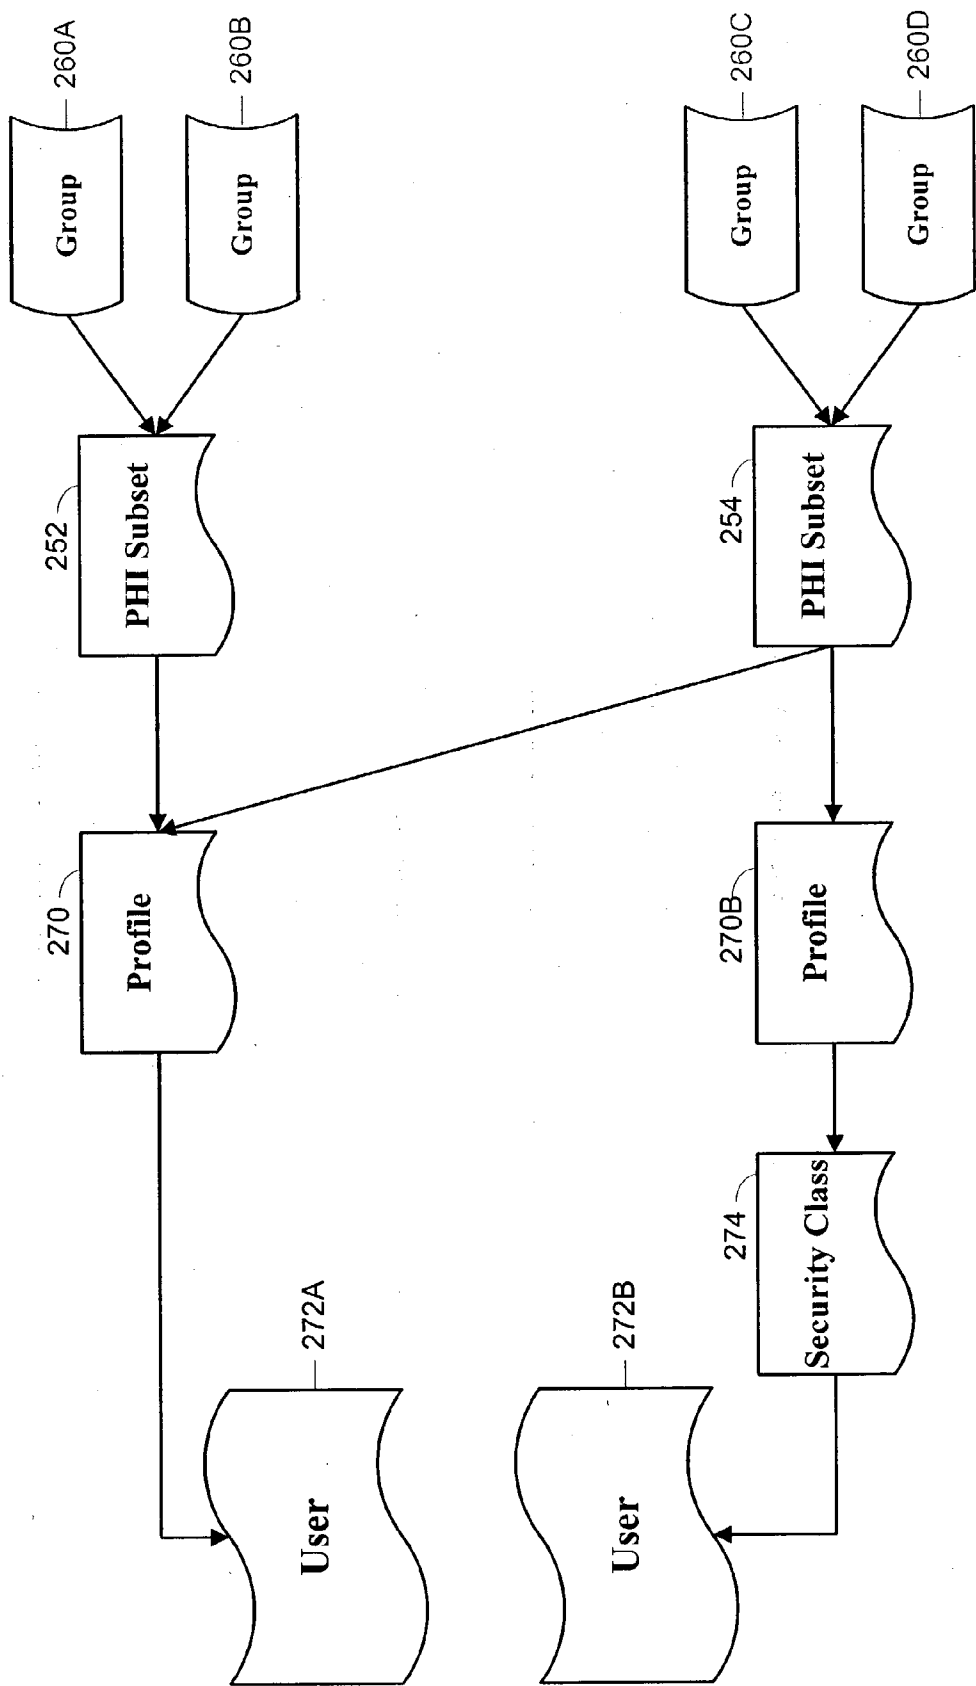 260A
Group
260B
Group
260C
Group
260D
Group
252
PHI Subset
254
PHI Subset
270
Profile
270B
Profile
274
Security Class
272A
User
272B
User